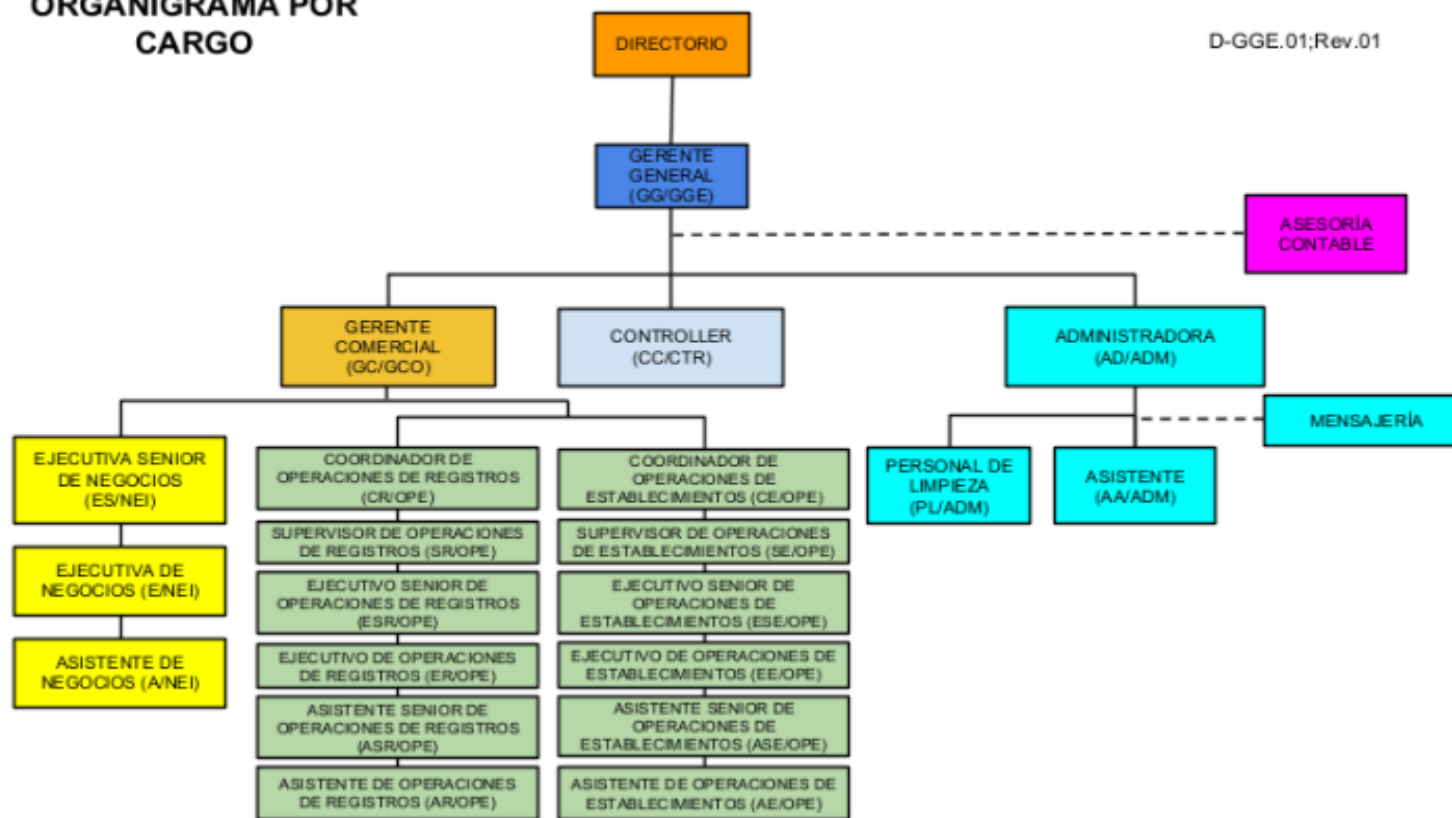 ORGANIGRAMA POR
CARGO
D-GGE.01;Rev.01
DIRECTORIO
GERENTE
GENERAL
(GG/GGE)
ASESORÍA
CONTABLE
GERENTE
COMERCIAL
(GC/GCO)
CONTROLLER
(CC/CTR)
ADMINISTRADORA
(AD/ADM)
MENSAJERÍA
EJECUTIVA SENIOR
DE NEGOCIOS
(ES/NEI)
EJECUTIVA DE
NEGOCIOS (E/NEI)
ASISTENTE DE
NEGOCIOS (A/NEI)
COORDINADOR DE
OPERACIONES DE REGISTROS
(CR/OPE)
SUPERVISOR DE OPERACIONES
DE REGISTROS (SR/OPE)
EJECUTIVO SENIOR DE
OPERACIONES DE REGISTROS
(ESR/OPE)
EJECUTIVO DE OPERACIONES
DE REGISTROS (ER/OPE)
ASISTENTE SENIOR DE
OPERACIONES DE REGISTROS
(ASR/OPE)
ASISTENTE DE OPERACIONES
DE REGISTROS (AR/OPE)
COORDINADOR DE
OPERACIONES DE
ESTABLECIMIENTOS (CE/OPE)
SUPERVISOR DE OPERACIONES
DE ESTABLECIMIENTOS (SE/OPE)
EJECUTIVO SENIOR DE
OPERACIONES DE
ESTABLECIMIENTOS (ESE/OPE)
EJECUTIVO DE OPERACIONES DE
ESTABLECIMIENTOS (EE/OPE)
ASISTENTE SENIOR DE
OPERACIONES DE
ESTABLECIMIENTOS (ASE/OPE)
ASISTENTE DE OPERACIONES DE
ESTABLECIMIENTOS (AE/OPE)
PERSONAL DE
LIMPIEZA
(PL/ADM)
ASISTENTE
(AA/ADM)